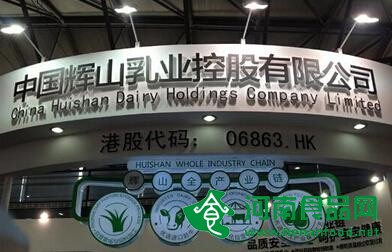 中国辉山乳业控股有限公司
China Huishan Dairy Holdings Company Limited
港股代码： 06863.HK
HUISHAN WHOLE INDUSTRY CHAIN
辉山全产业链
食 河南食品网